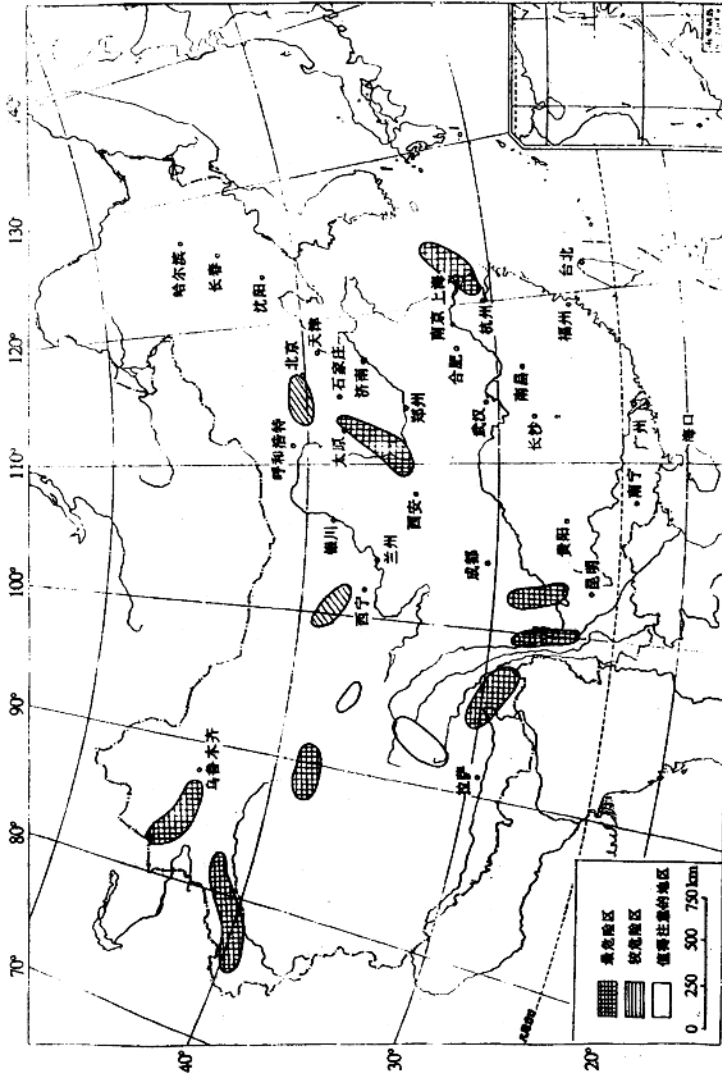 140°
130°
120°
110°
100°
90°
80°
70°
40°
30°
20°
哈尔滨
长春
沈阳
北京
天津
呼和浩特
石家庄
太原
济南
郑州
银川
西安
兰州
西宁
乌鲁木齐
拉萨
成都
贵阳
昆明
南京
上海
合肥
杭州
武汉
南昌
长沙
福州
台北
广州
南宁
海口
最危险区
较危险区
值得注意的地区
0 250 500 750 km